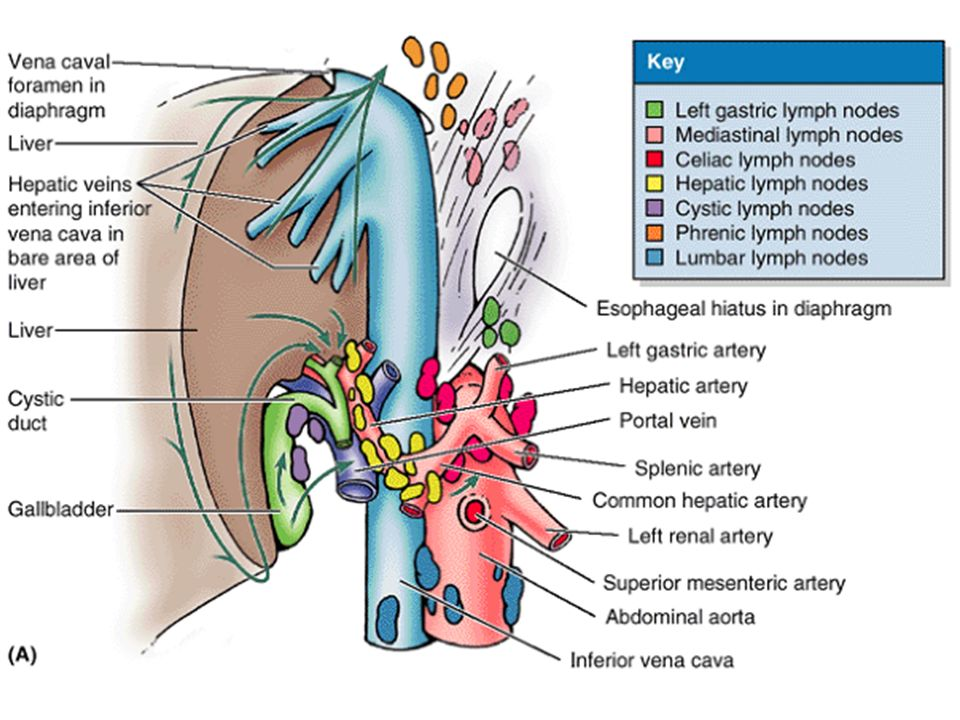 Vena caval
foramen in
diaphragm
Liver
Hepatic veins
entering inferior
vena cava in
bare area of
liver
Liver
Cystic
duct
Gallbladder
(A)
Key
Left gastric lymph nodes
Mediastinal lymph nodes
Celiac lymph nodes
Hepatic lymph nodes
Cystic lymph nodes
Phrenic lymph nodes
Lumbar lymph nodes
Esophageal hiatus in diaphragm
Left gastric artery
Hepatic artery
Portal vein
Splenic artery
Common hepatic artery
Left renal artery
Superior mesenteric artery
Abdominal aorta
Inferior vena cava